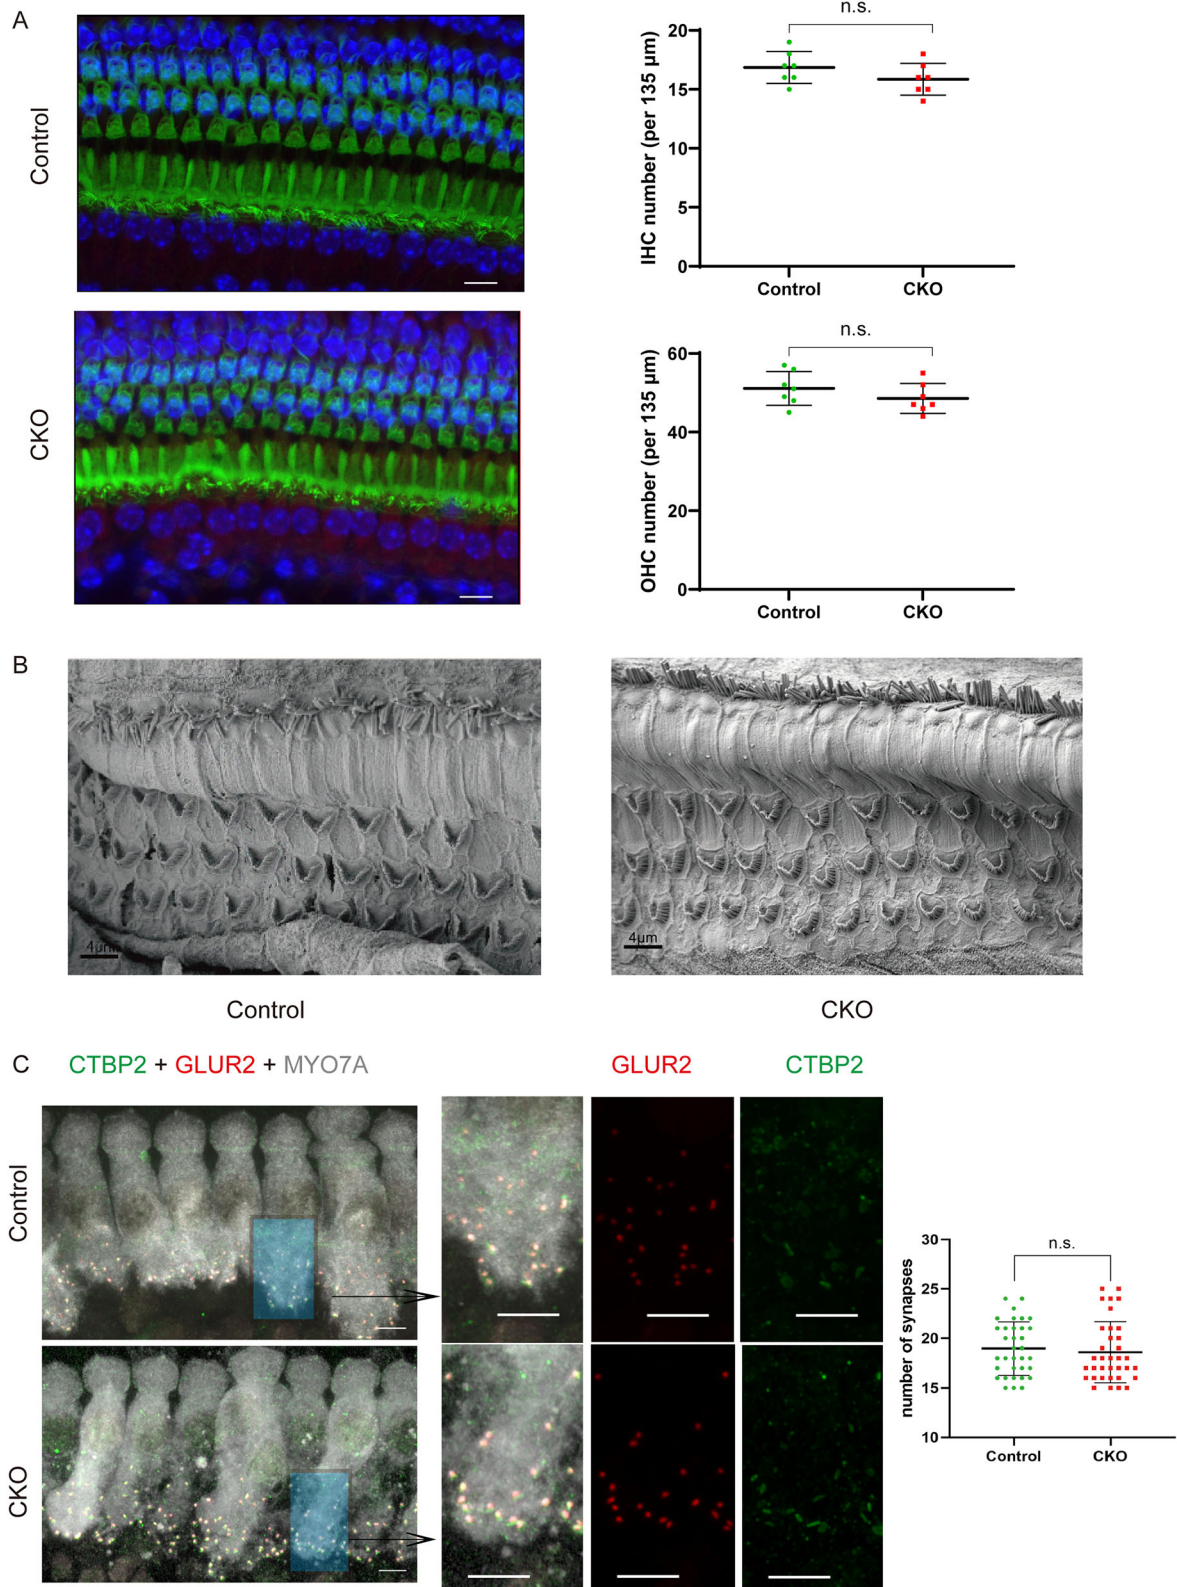 A
Control
CKO
n.s.
IHC number (per 135 µm)
20
15
10
5
0
Control
CKO
n.s.
OHC number (per 135 µm)
60
40
20
0
Control
CKO
B
4µm
4µm
Control
CKO
C
CTBP2 + GLUR2 + MYO7A
GLUR2
CTBP2
Control
CKO
n.s.
number of synapses
30
25
20
15
10
Control
CKO